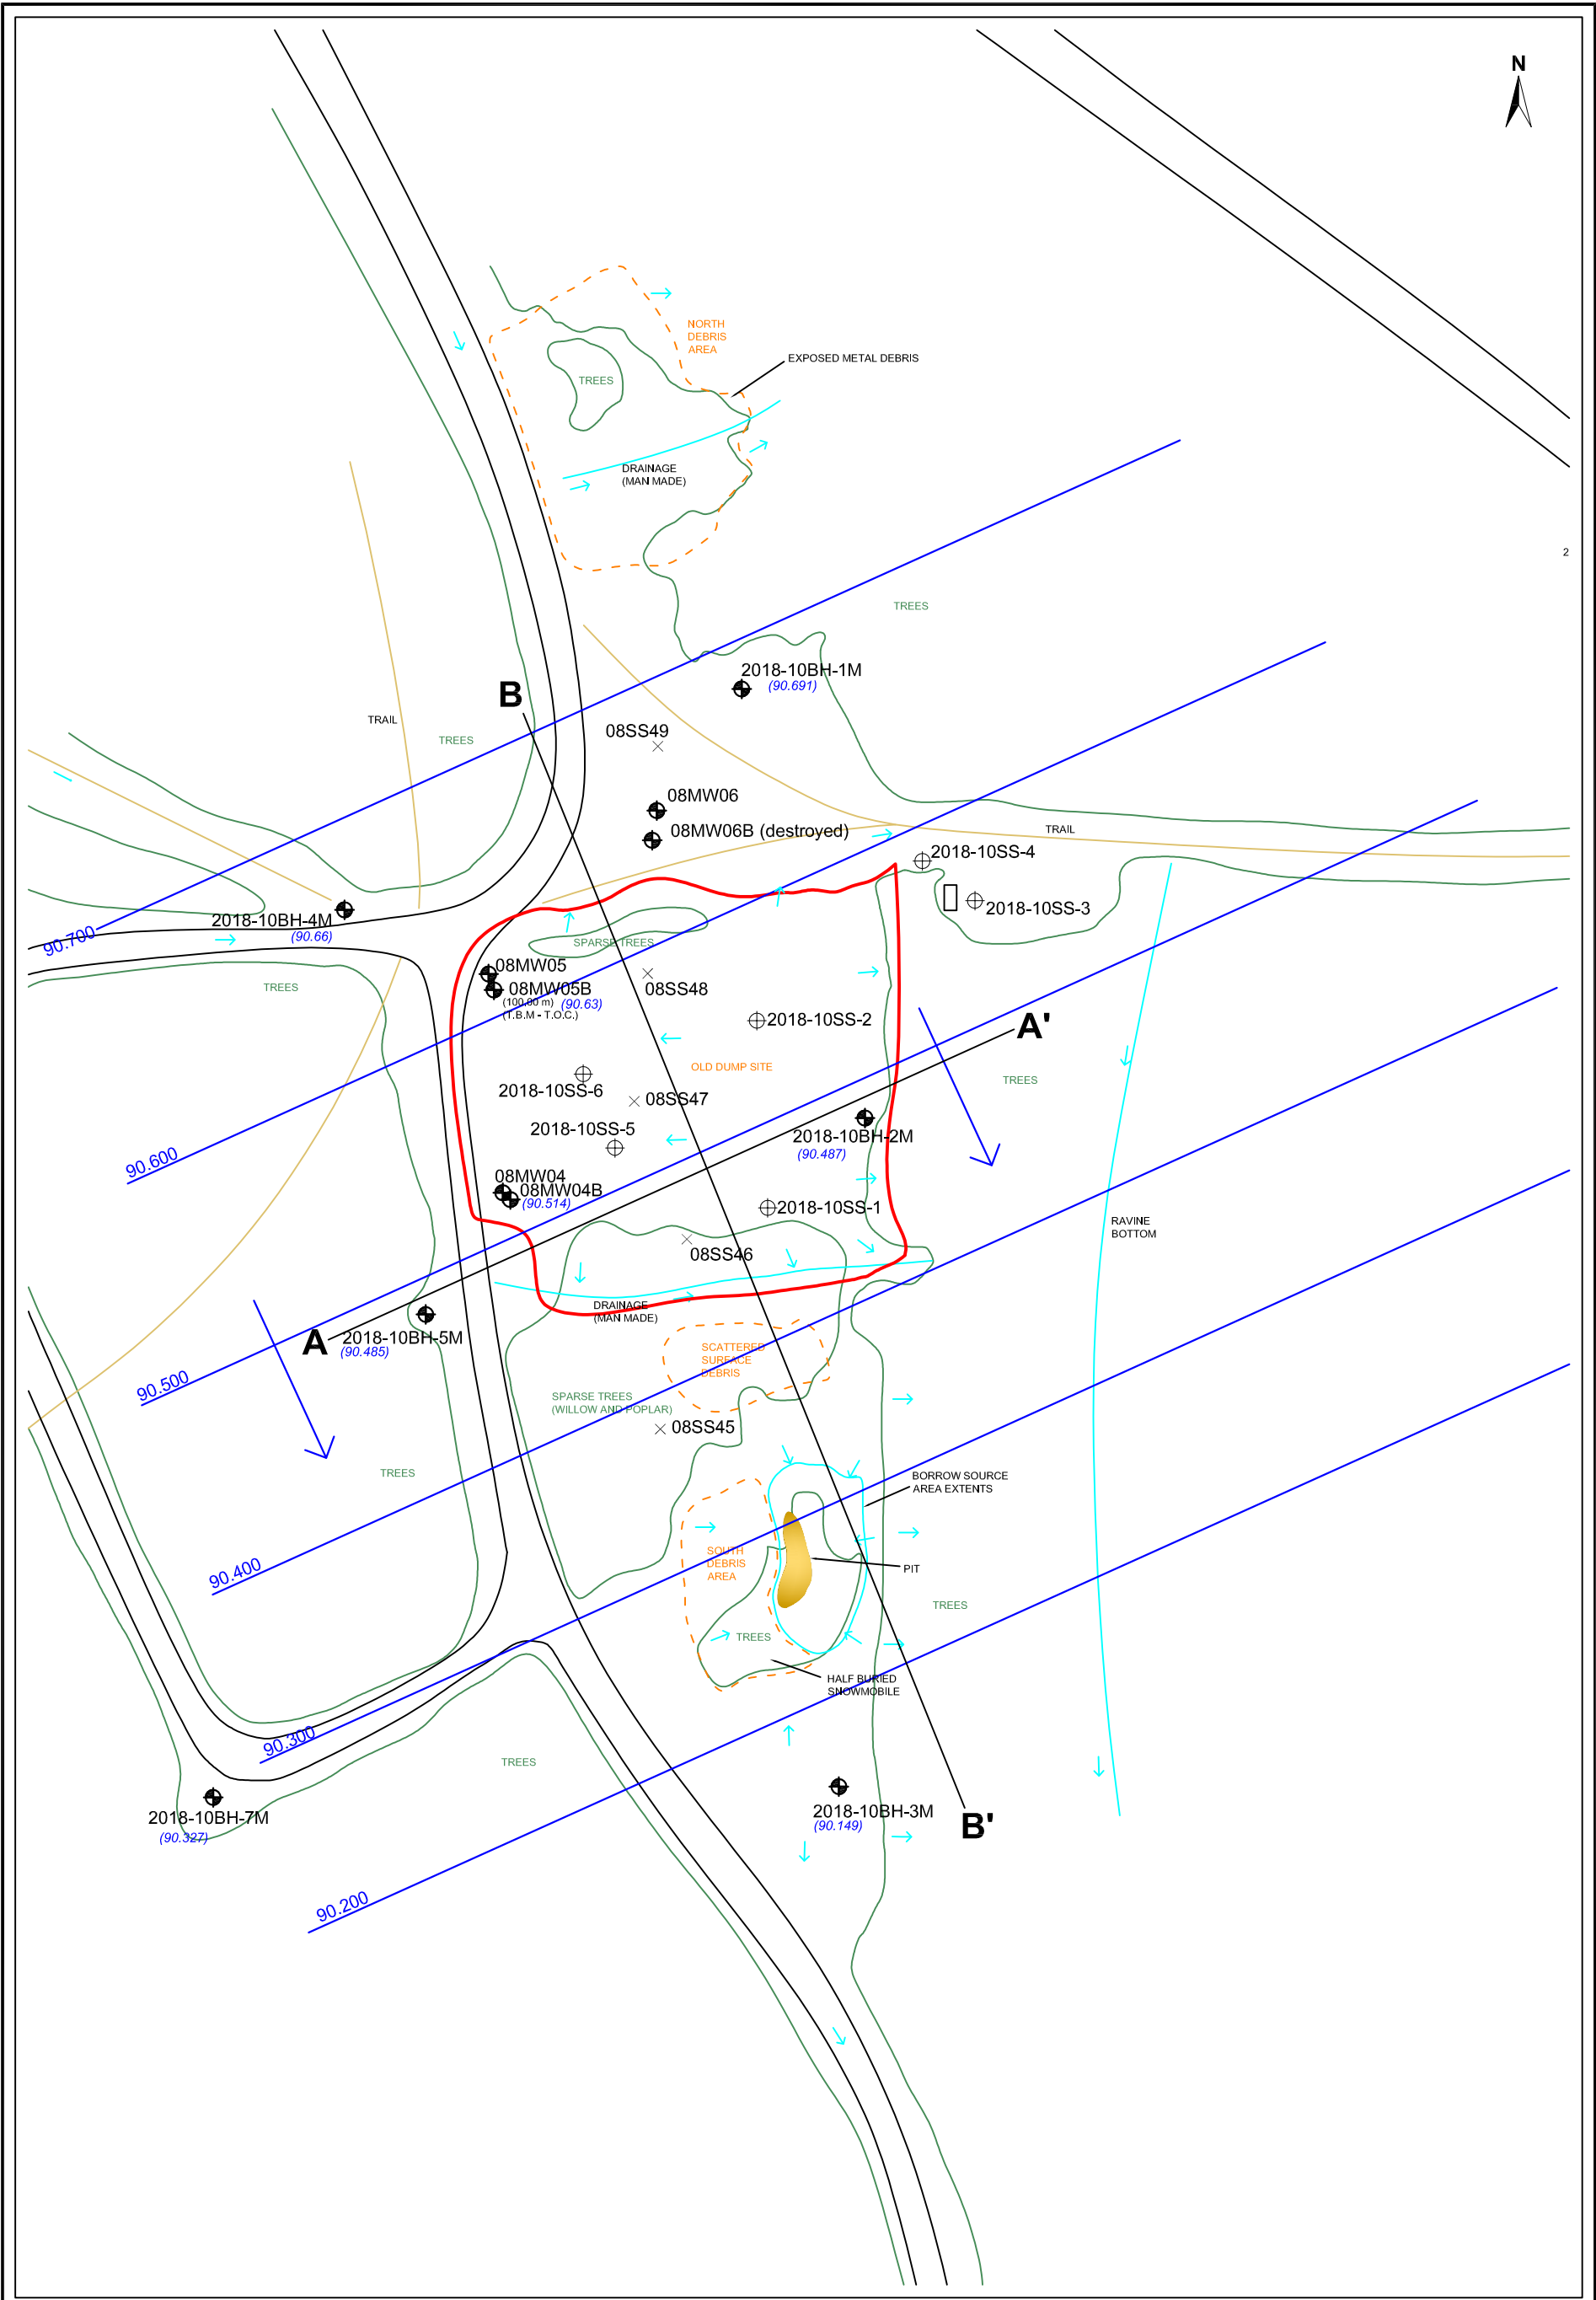 N
NORTH
DEBRIS
AREA
EXPOSED METAL DEBRIS
TREES
DRAINAGE
(MAN MADE)
2
TREES
2018-10BH-1M
(90.691)
B
TRAIL
08SS49
TREES
08MW06
08MW06B (destroyed)
TRAIL
2018-10SS-4
2018-10SS-3
2018-10BH-4M
(90.66)
90.700
SPARSE TREES
08MW05
08MW05B
(100.00 m)
(90.63)
(T.B.M - T.O.C.)
08SS48
TREES
2018-10SS-2
A'
OLD DUMP SITE
TREES
2018-10SS-6
08SS47
2018-10SS-5
2018-10BH-2M
(90.487)
90.600
08MW04
08MW04B
(90.514)
2018-10SS-1
RAVINE
BOTTOM
08SS46
DRAINAGE
(MAN MADE)
A
2018-10BH-5M
(90.485)
SCATTERED
SURFACE
DEBRIS
90.500
SPARSE TREES
(WILLOW AND POPLAR)
08SS45
TREES
BORROW SOURCE
AREA EXTENTS
SOUTH
DEBRIS
AREA
PIT
90.400
TREES
TREES
HALF BURIED
SNOWMOBILE
90.300
TREES
2018-10BH-7M
(90.327)
2018-10BH-3M
(90.149)
B'
90.200